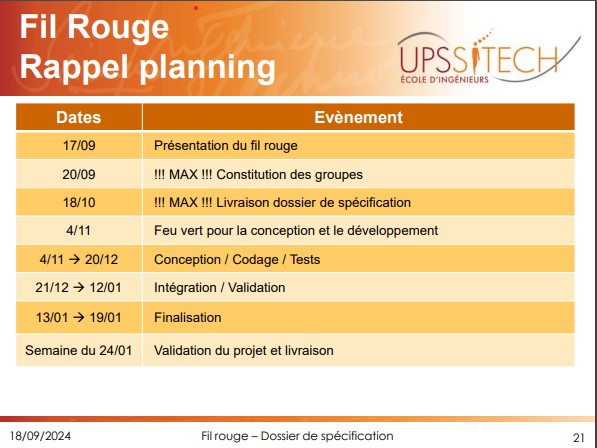 Fil Rouge
Rappel planning
UPSSITECH
ÉCOLE D'INGÉNIEURS
Dates Evènement
17/09 Présentation du fil rouge
20/09 !!! MAX !!! Constitution des groupes
18/10 !!! MAX !!! Livraison dossier de spécification
4/11 Feu vert pour la conception et le développement
4/11 → 20/12 Conception / Codage / Tests
21/12 → 12/01 Intégration / Validation
13/01 → 19/01 Finalisation
Semaine du 24/01 Validation du projet et livraison
18/09/2024 Fil rouge – Dossier de spécification 21